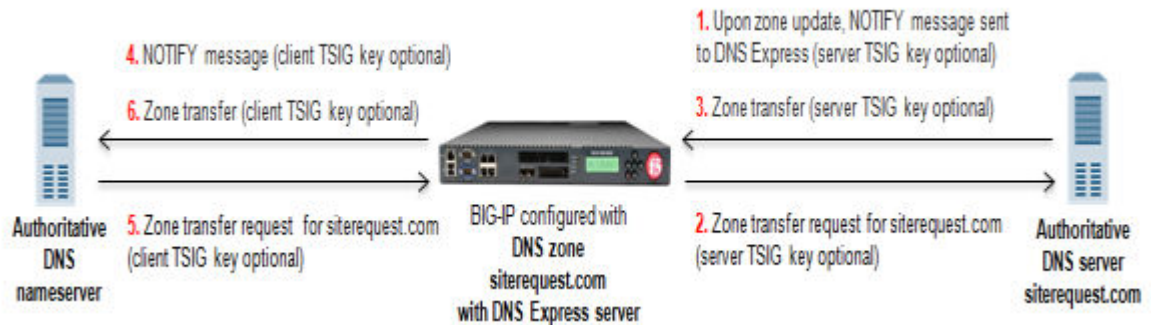 1. Upon zone update, NOTIFY message sent
to DNS Express (server TSIG key optional)
3. Zone transfer (server TSIG key optional)
4. NOTIFY message (client TSIG key optional)
6. Zone transfer (client TSIG key optional)
f5
Authoritative
DNS
nameserver
5. Zone transfer request for siterequest.com
(client TSIG key optional)
BIG-IP configured with
DNS zone
siterequest.com
with DNS Express server
2. Zone transfer request for siterequest.com
(server TSIG key optional)
Authoritative
DNS server
siterequest.com